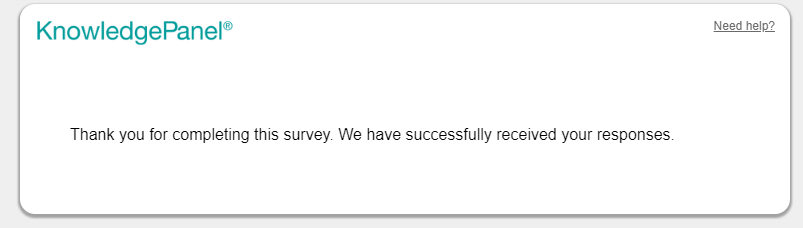 KnowledgePanel®
Need help?
Thank you for completing this survey. We have successfully received your responses.